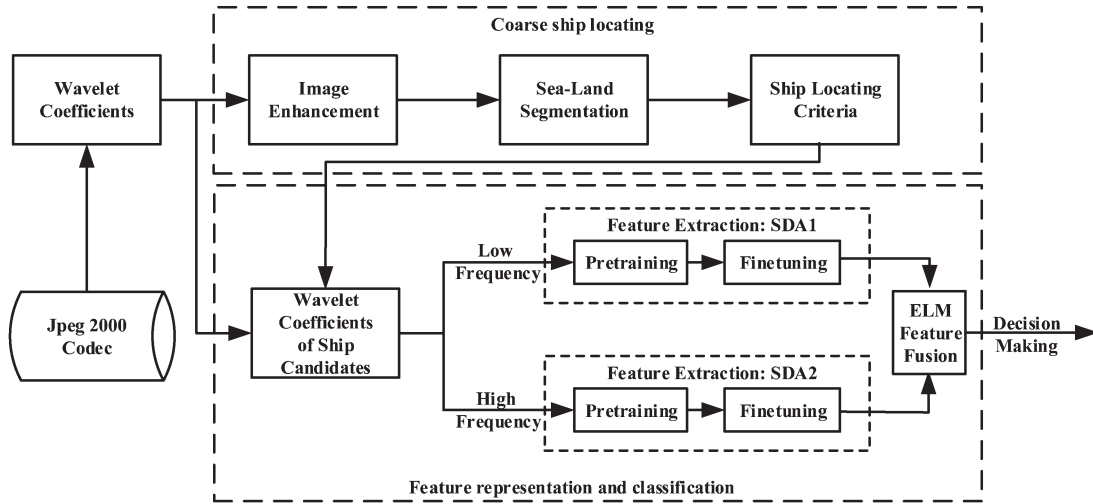 Coarse ship locating
Wavelet
Coefficients
Image
Enhancement
Sea-Land
Segmentation
Ship Locating
Criteria
Jpeg 2000
Codec
Wavelet
Coefficients
of Ship
Candidates
Low
Frequency
Feature Extraction: SDA1
Pretraining
Finetuning
High
Frequency
Feature Extraction: SDA2
Pretraining
Finetuning
ELM
Feature
Fusion
Decision
Making
Feature representation and classification